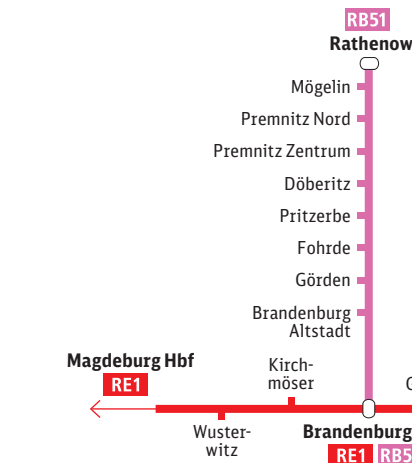 RB51
Rathenow
Mögelin
Premnitz Nord
Premnitz Zentrum
Döberitz
Pritzerbe
Fohrde
Görden
Brandenburg
Altstadt
Magdeburg Hbf
RE1
Kirch-
möser
Wuster-
witz
Brandenburg
RE1 RB5